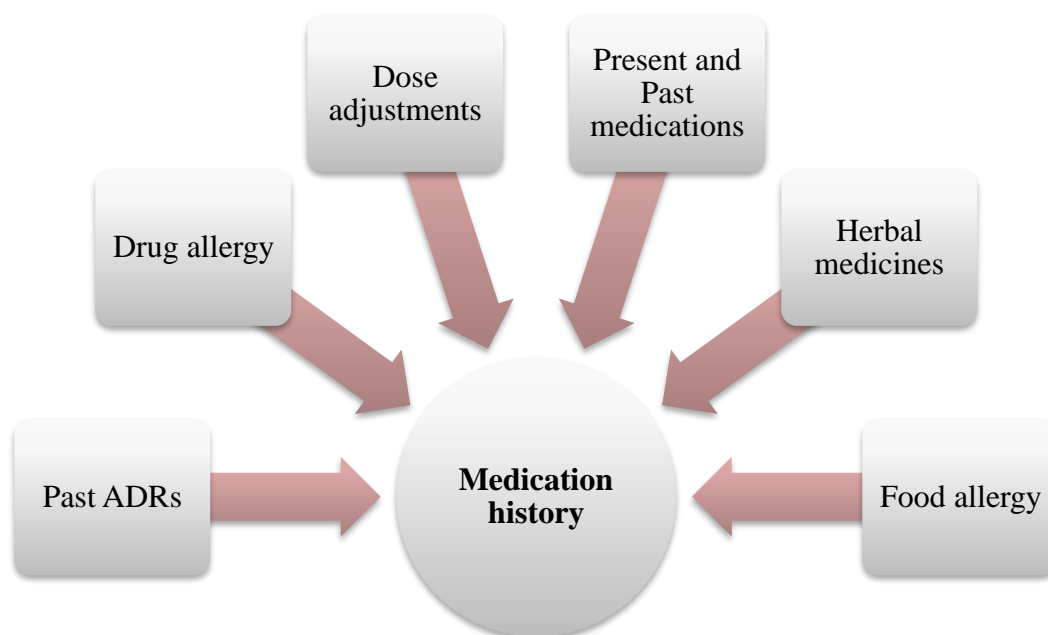 Dose
adjustments
Present and
Past
medications
Drug allergy
Herbal
medicines
Past ADRs
Medication
history
Food allergy